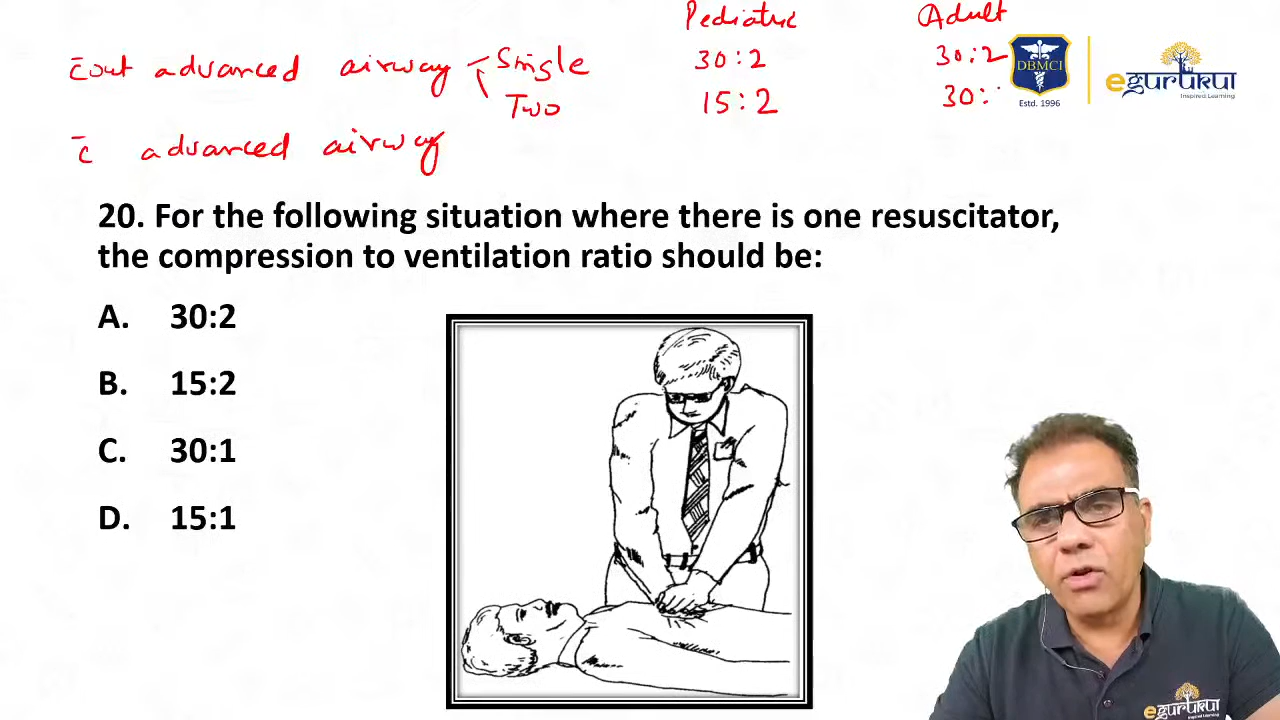 Pediatric Adult
c̄out advanced airway Single 30:2 30:2
Two 15:2 30:
c̄ advanced airway
DBMCI
Estd. 1996
egurukul
Inspired Learning
20. For the following situation where there is one resuscitator,
the compression to ventilation ratio should be:
A. 30:2
B. 15:2
C. 30:1
D. 15:1
egurukul
Inspired Learning